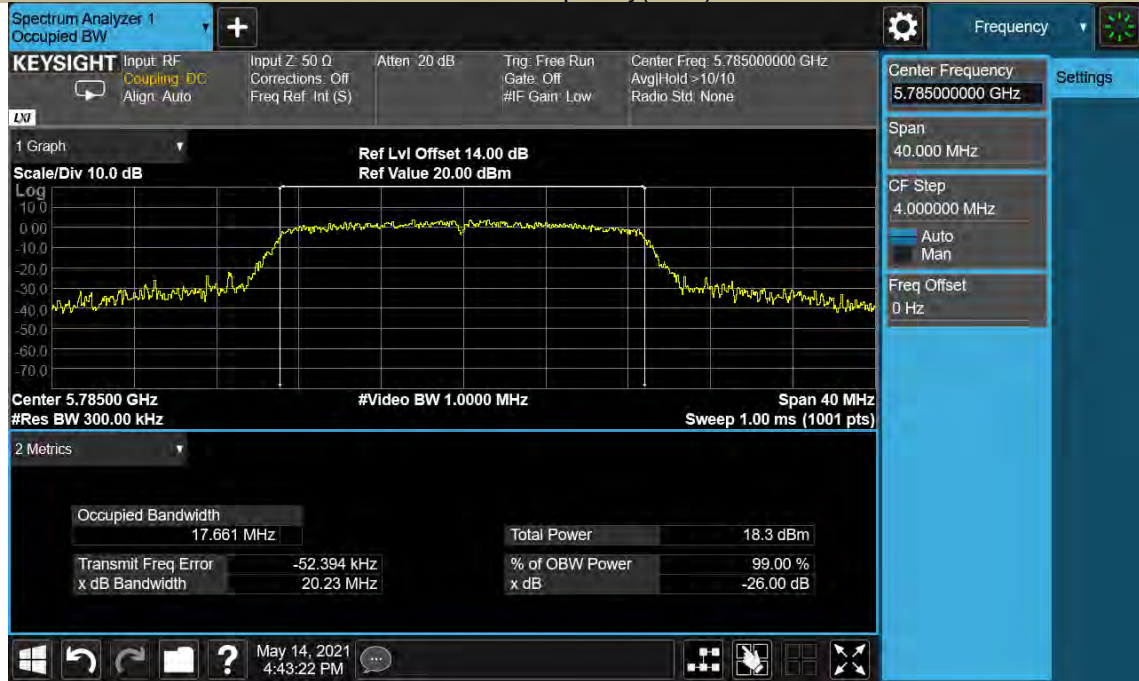 Spectrum Analyzer 1
Occupied BW
+
Frequency
KEYSIGHT Input: RF
Coupling: DC
Align: Auto
Input Z: 50 Ω
Corrections: Off
Freq Ref: Int (S)
Atten: 20 dB
Trig: Free Run
Gate: Off
#IF Gain: Low
Center Freq: 5.785000000 GHz
Avg|Hold >10/10
Radio Std: None
LXI
Center Frequency
5.785000000 GHz
Settings
Span
40.000 MHz
CF Step
4.000000 MHz
Auto
Man
Freq Offset
0 Hz
1 Graph
Scale/Div 10.0 dB
Ref Lvl Offset 14.00 dB
Ref Value 20.00 dBm
Log
10.0
0.00
-10.0
-20.0
-30.0
-40.0
-50.0
-60.0
-70.0
Center 5.78500 GHz
#Video BW 1.0000 MHz
Span 40 MHz
#Res BW 300.00 kHz
Sweep 1.00 ms (1001 pts)
2 Metrics
Occupied Bandwidth
17.661 MHz
Total Power 18.3 dBm
Transmit Freq Error -52.394 kHz
% of OBW Power 99.00 %
x dB Bandwidth 20.23 MHz
x dB -26.00 dB
?
May 14, 2021
4:43:22 PM